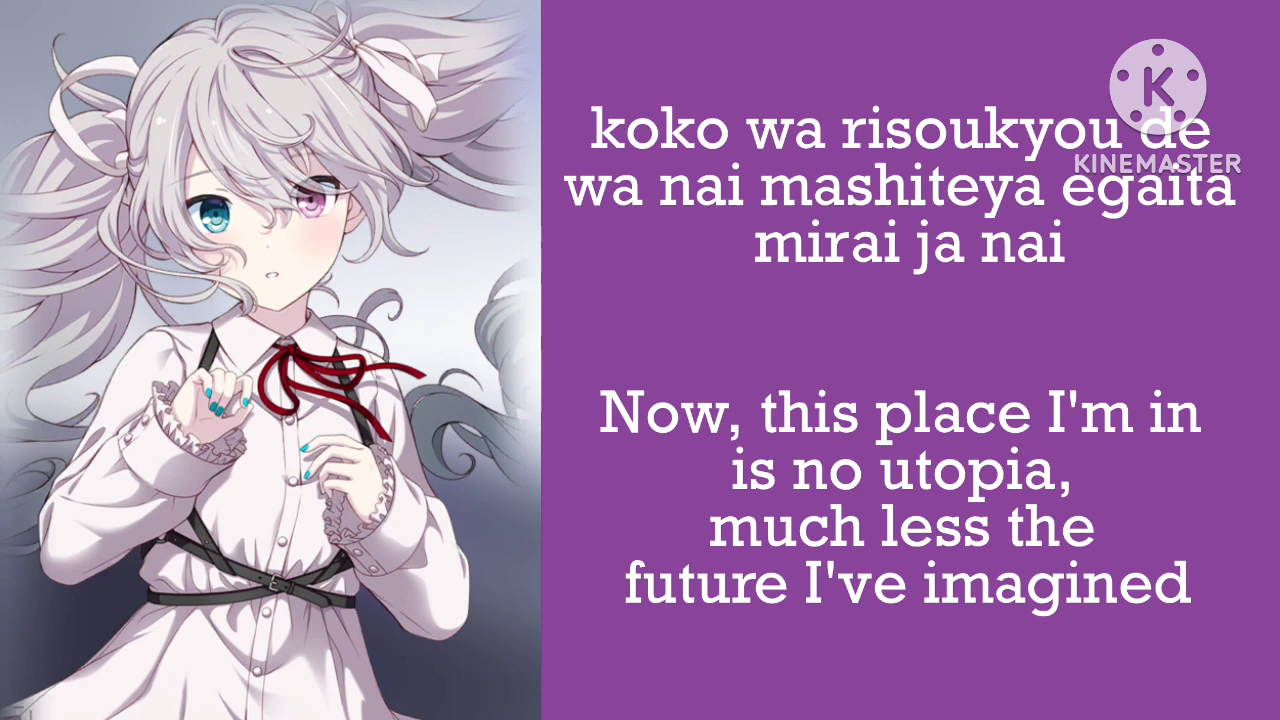 K
KINEMASTER
koko wa risoukyou de
wa nai mashiteya egaita
mirai ja nai
Now, this place I'm in
is no utopia,
much less the
future I've imagined